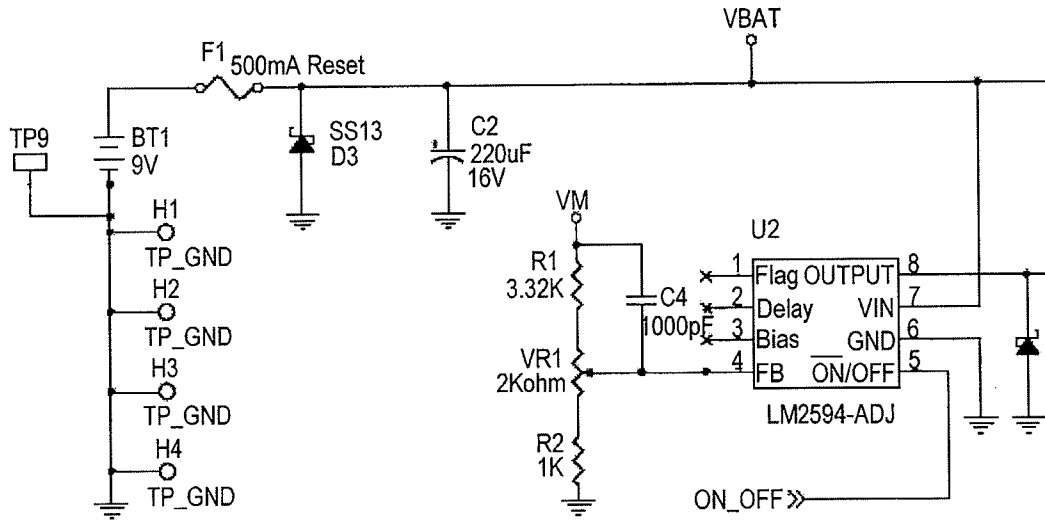 VBAT
F1
500mA Reset
TP9
BT1
9V
SS13
D3
C2
220uF
16V
H1
TP_GND
H2
TP_GND
H3
TP_GND
H4
TP_GND
VM
R1
3.32K
C4
1000pF
VR1
2Kohm
R2
1K
U2
1 Flag OUTPUT 8
2 Delay VIN 7
3 Bias GND 6
4 FB ON/OFF 5
LM2594-ADJ
ON_OFF